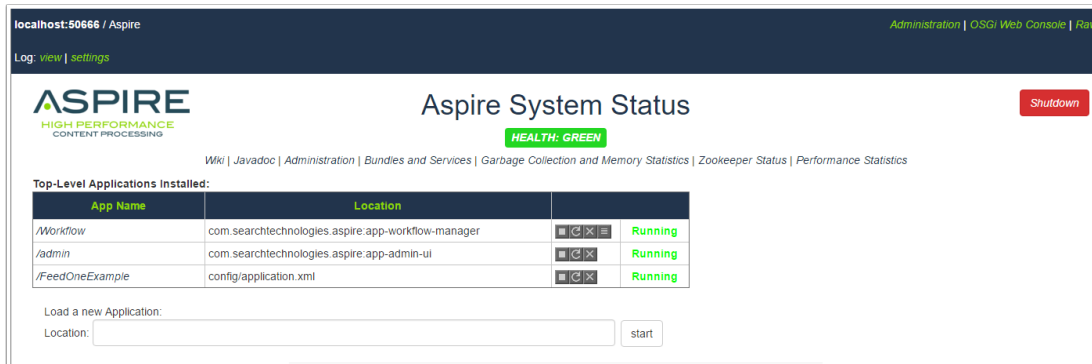 localhost:50666 / Aspire
Administration | OSGi Web Console |
Log: view | settings
ASPIRE
HIGH PERFORMANCE
CONTENT PROCESSING
Aspire System Status
Shutdown
HEALTH: GREEN
Wiki | Javadoc | Administration | Bundles and Services | Garbage Collection and Memory Statistics | Zookeeper Status | Performance Statistics
Top-Level Applications Installed:
App Name Location
/Workflow com.searchtechnologies.aspire:app-workflow-manager Running
/admin com.searchtechnologies.aspire:app-admin-ui Running
/FeedOneExample config/application.xml Running
Load a new Application:
Location: start